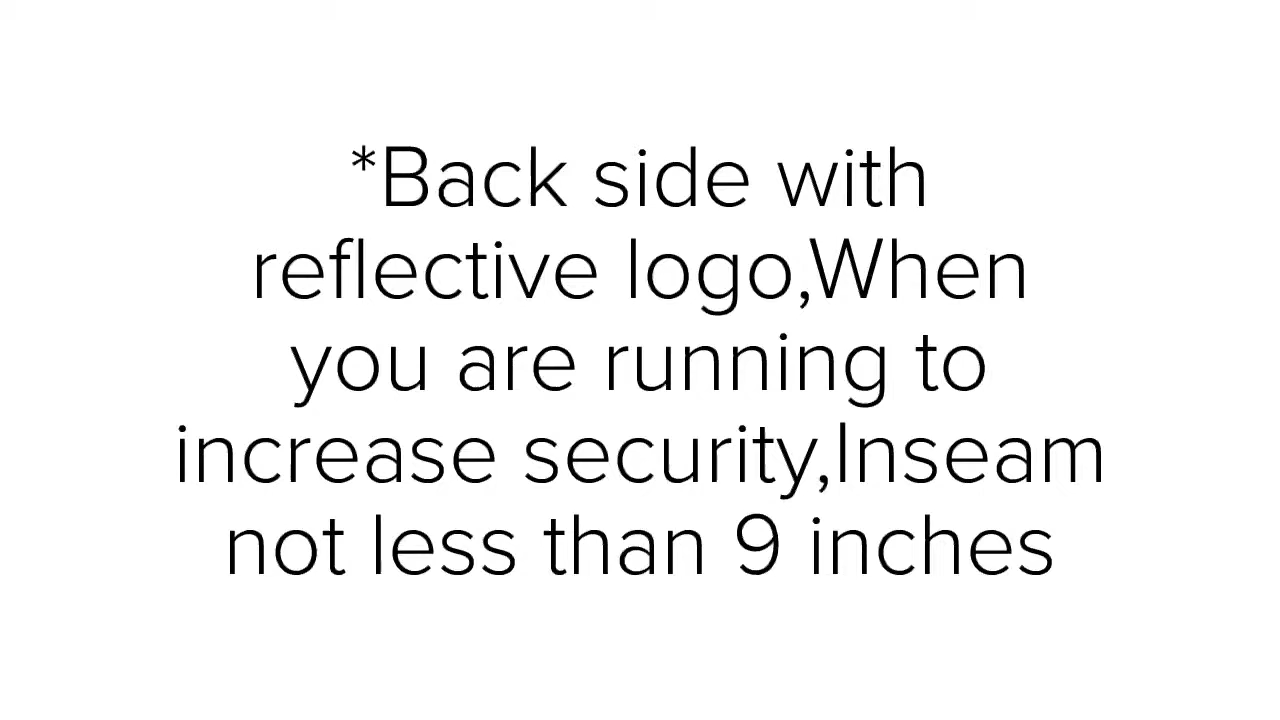 *Back side with
reflective logo,When
you are running to
increase security,Inseam
not less than 9 inches